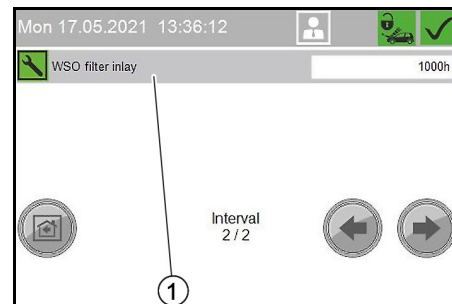 Mon 17.05.2021 13:36:12
WSO filter inlay 1000h
Interval
2 / 2
1